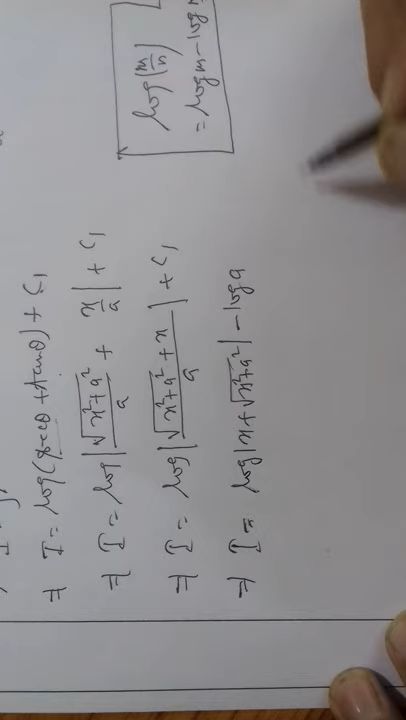 ⇒ I = log(secθ + tanθ) + C₁
⇒ I = log|√(x²+a²)/a + x/a| + C₁
⇒ I = log|(√(x²+a²) + x)/a| + C₁
⇒ I = log|x + √(x²+a²)| - log a
log(m/n)
= log m - log n